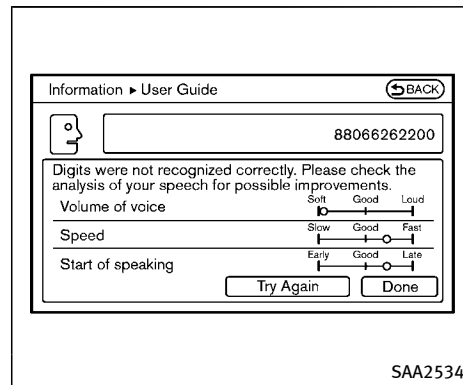 Information ▸ User Guide
BACK
88066262200
Digits were not recognized correctly. Please check the
analysis of your speech for possible improvements.
Volume of voice
Soft Good Loud
Speed
Slow Good Fast
Start of speaking
Early Good Late
Try Again
Done
SAA2534